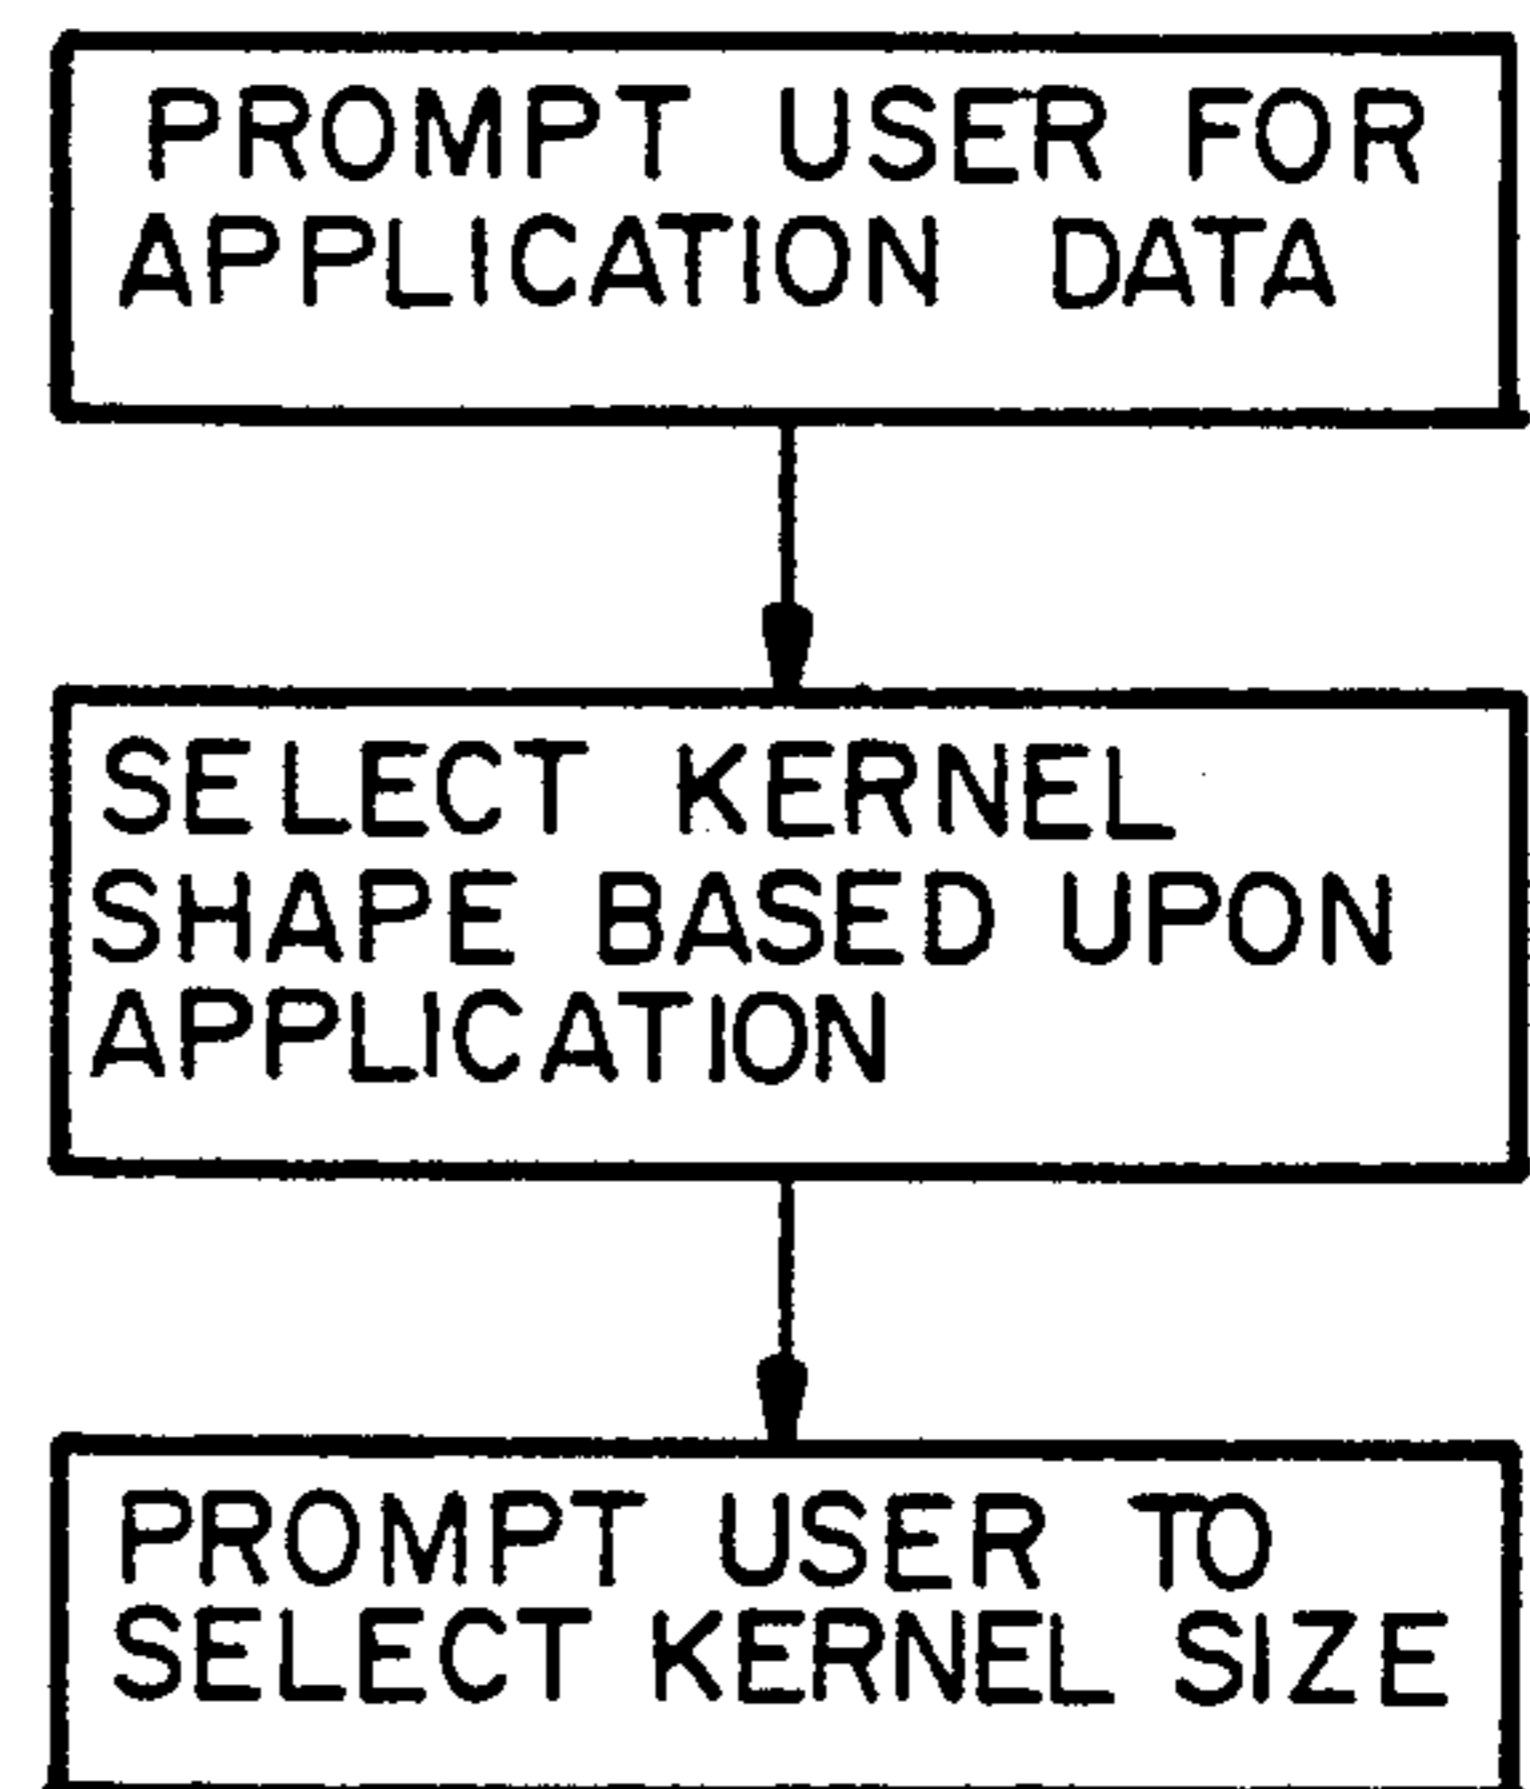 PROMPT USER FOR
APPLICATION DATA
SELECT KERNEL
SHAPE BASED UPON
APPLICATION
PROMPT USER TO
SELECT KERNEL SIZE